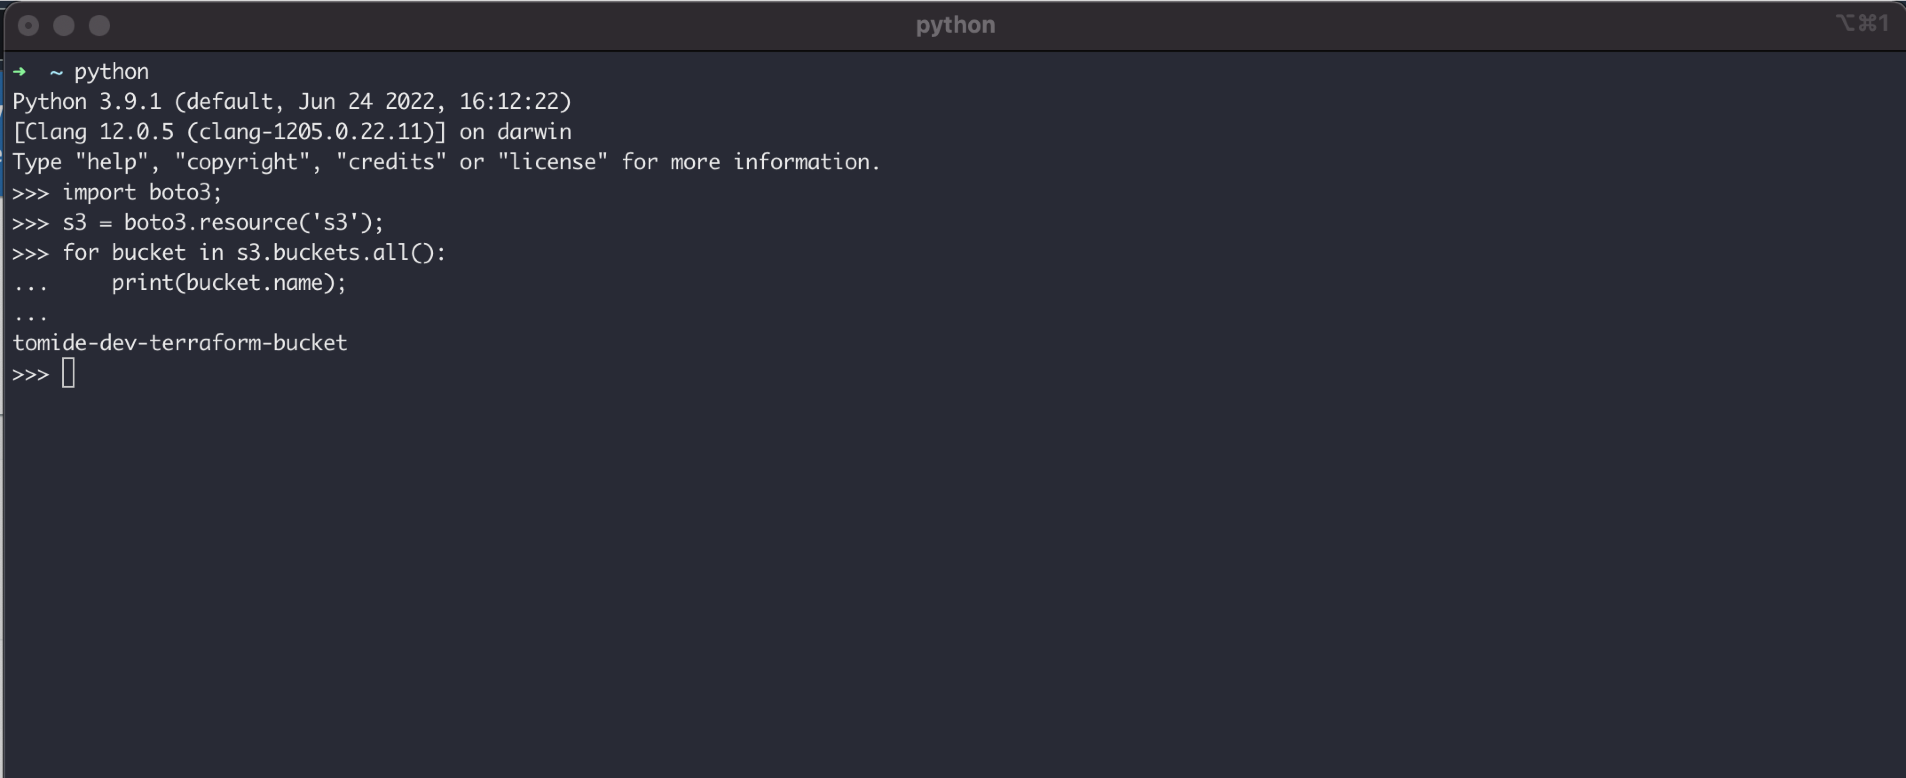 python
⌥⌘1
➜ ~ python
Python 3.9.1 (default, Jun 24 2022, 16:12:22)
[Clang 12.0.5 (clang-1205.0.22.11)] on darwin
Type "help", "copyright", "credits" or "license" for more information.
>>> import boto3;
>>> s3 = boto3.resource('s3');
>>> for bucket in s3.buckets.all():
...     print(bucket.name);
...
tomide-dev-terraform-bucket
>>>